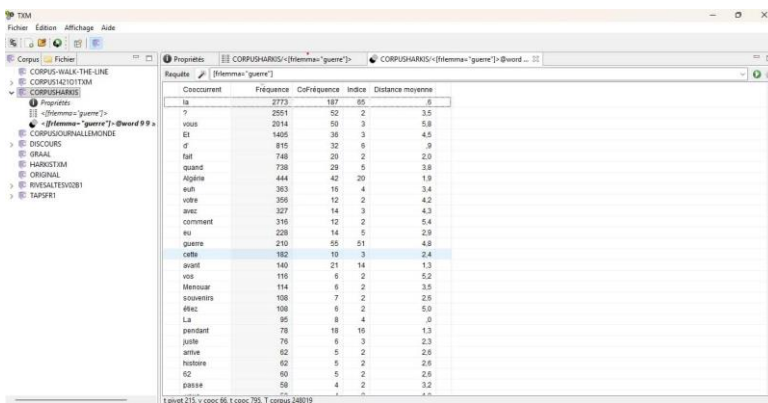 TXM
Fichier Édition Affichage Aide
Corpus Fichier
CORPUS-WALK-THE-LINE
CORPUS1421O1TXM
CORPUSHARKIS
Propriétés
<[frlemma="guerre"]>
<[frlemma="guerre"]>@word 9 9 a
CORPUSJOURNALLEMONDE
DISCOURS
GRAAL
HARKISTXM
ORIGINAL
RIVESALTESV02B1
TAPSFR1
Propriétés CORPUSHARKIS/<[frlemma="guerre"]> CORPUSHARKIS/<[frlemma="guerre"]>@word ...
Requête [frlemma="guerre"]
Cooccurrent Fréquence CoFréquence Indice Distance moyenne
la 2773 187 65 ,6
? 2551 52 2 3,5
vous 2014 50 3 5,8
Et 1405 36 3 4,5
d' 815 32 6 ,9
fait 748 20 2 2,0
quand 738 29 5 3,8
Algérie 444 42 20 1,9
euh 363 16 4 3,4
votre 356 12 2 4,2
avez 327 14 3 4,3
comment 316 12 2 5,4
eu 228 14 5 2,9
guerre 210 55 51 4,8
cette 182 10 3 2,4
avant 140 21 14 1,3
vos 116 6 2 5,2
Menouar 114 6 2 3,5
souvenirs 108 7 2 2,6
étiez 108 6 2 5,0
La 95 8 4 ,0
pendant 78 18 16 1,3
juste 76 6 3 2,3
arrive 62 5 2 2,6
histoire 62 5 2 2,6
62 60 5 2 2,6
passe 58 4 2 3,2
t pivot 215, v cooc 66, t cooc 795, T corpus 248019